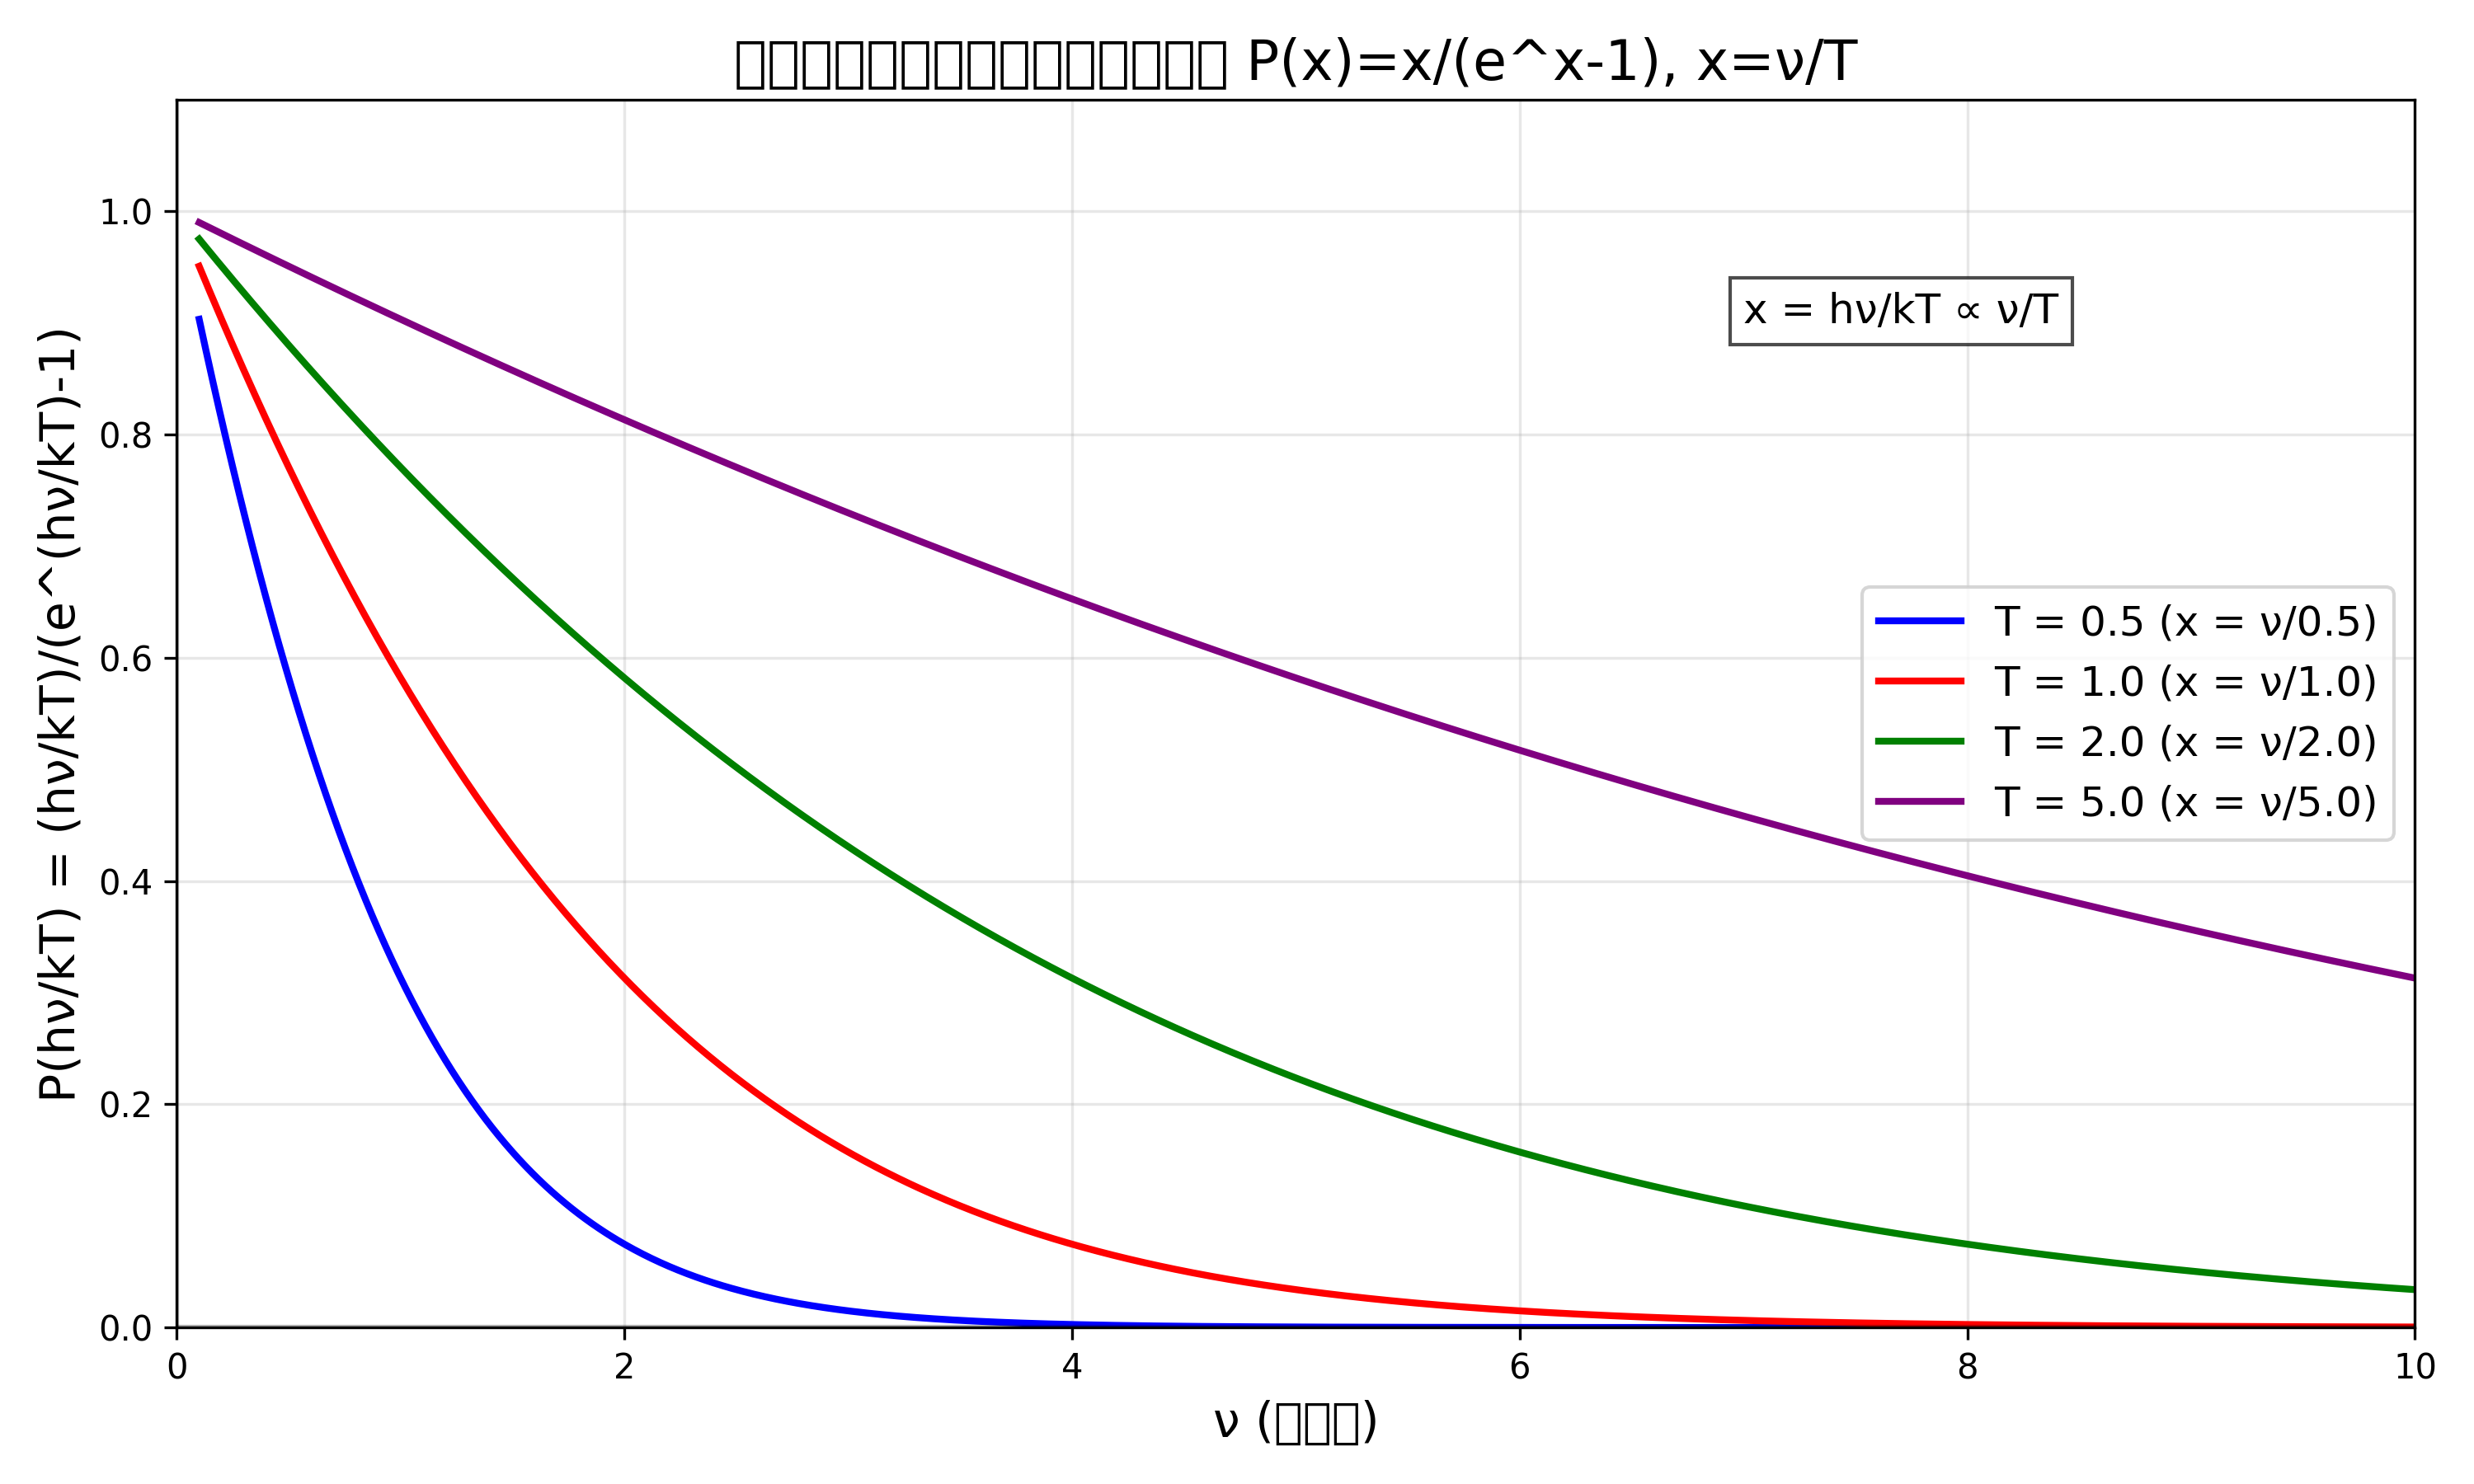 P(x)=x/(e^x-1), x=ν/T
P(hν/kT) = (hν/kT)/(e^(hν/kT)-1)
1.0
0.8
0.6
0.4
0.2
0.0
x = hν/kT ∝ ν/T
T = 0.5 (x = ν/0.5)
T = 1.0 (x = ν/1.0)
T = 2.0 (x = ν/2.0)
T = 5.0 (x = ν/5.0)
0 2 4 6 8 10
ν ()